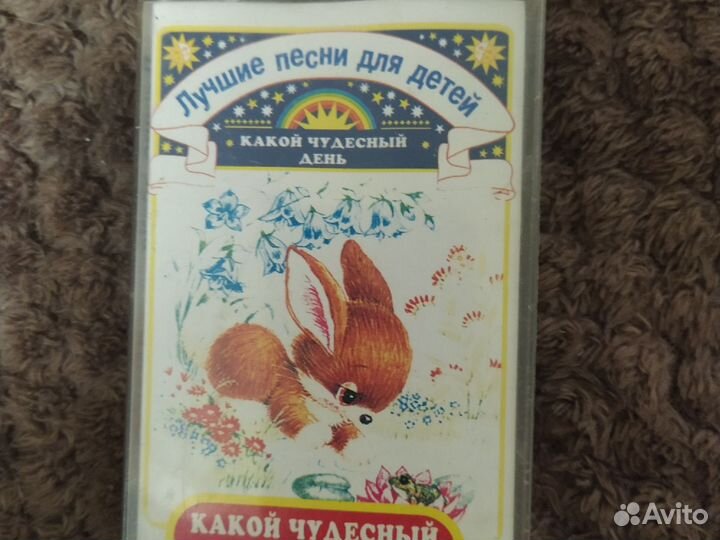 Лучшие песни для детей
КАКОЙ ЧУДЕСНЫЙ
ДЕНЬ
КАКОЙ ЧУДЕСНЫЙ
Avito